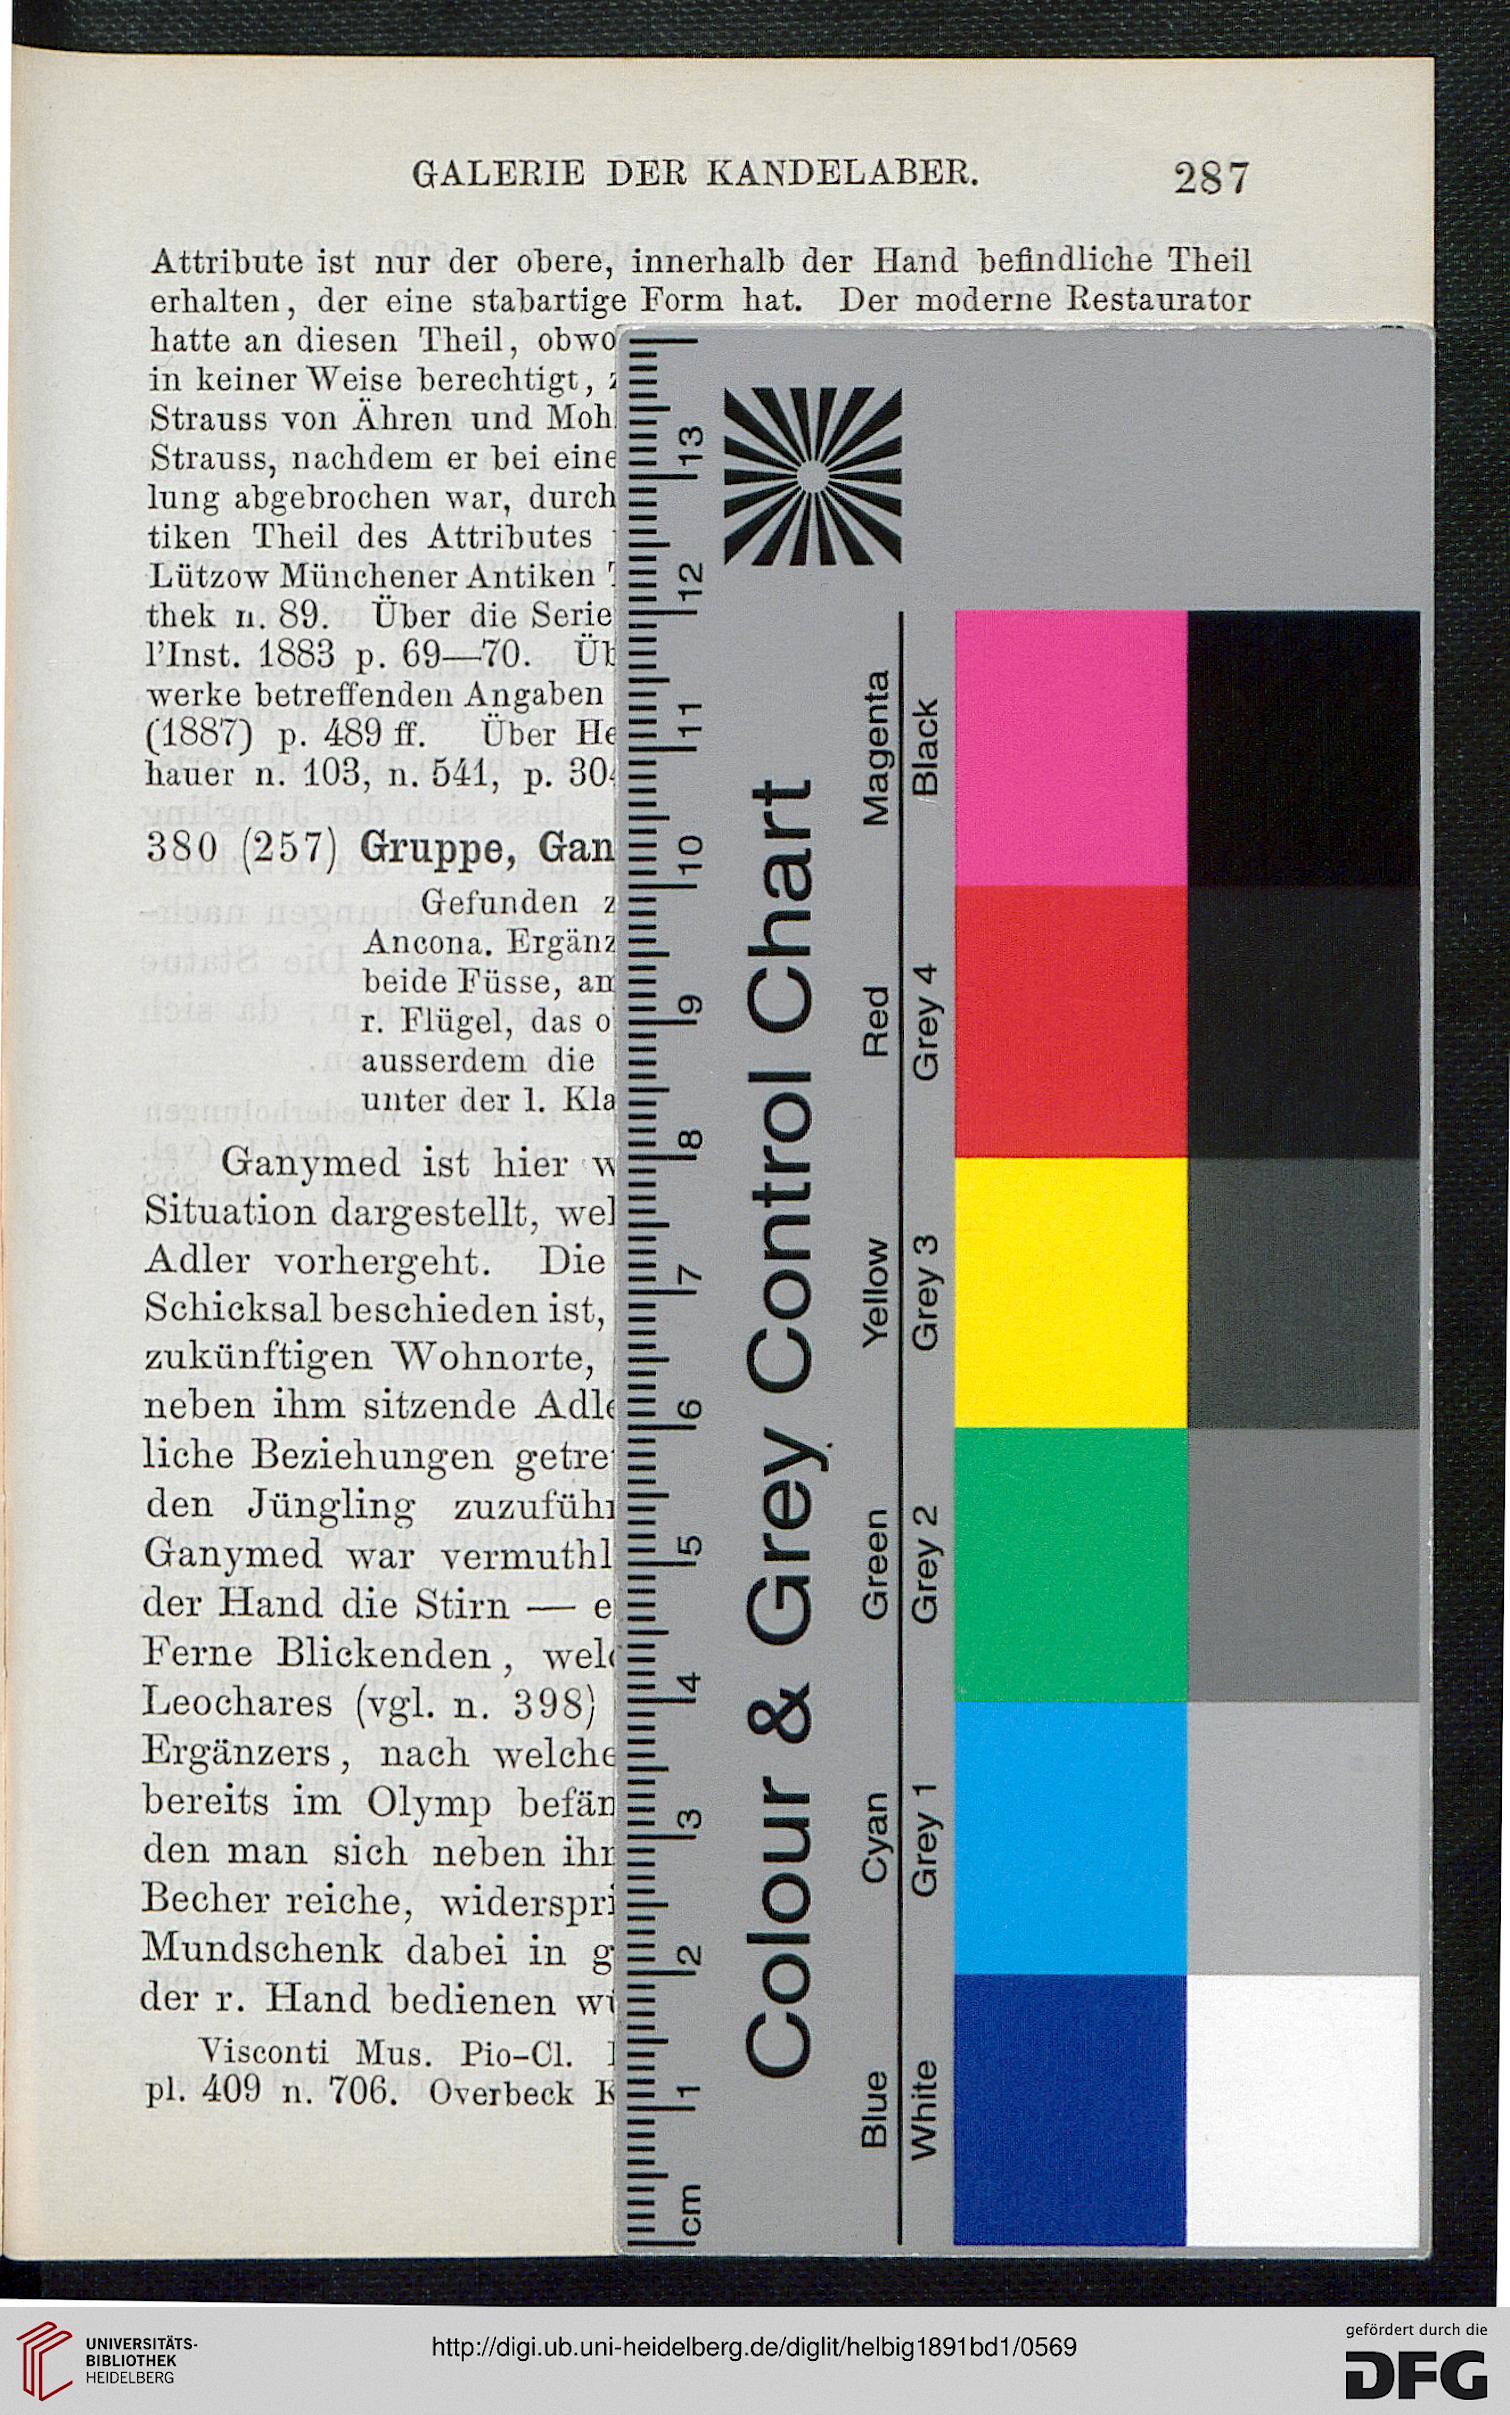 GALERIE DER KANDELABER. 287
Attribute ist nur der obere, innerhalb der Hand befindliche Theil
erhalten, der eine stabartige Form hat. Der moderne Restaurator
hatte an diesen Theil, obwo
in keiner Weise berechtigt,
Strauss von Ähren und Moh
Strauss, nachdem er bei eine
lung abgebrochen war, durch
tiken Theil des Attributes
Lützow Münchener Antiken
thek n. 89. Über die Serie
l'Inst. 1883 p. 69—70. Üb
werke betreffenden Angaben
(1887) p. 489 ff. Über He
hauer n. 103, n. 541, p. 30
380 (257) Gruppe, Gan
Gefunden z
Ancona. Ergänz
beide Füsse, an
r. Flügel, das o
ausserdem die
unter der l. Kla
Ganymed ist hier w
Situation dargestellt, wel
Adler vorhergeht. Die
Schicksal beschieden ist,
zukünftigen Wohnorte,
neben ihm sitzende Adle
liche Beziehungen getre
den Jüngling zuzuführ
Ganymed war vermuthl
der Hand die Stirn — e
Ferne Blickenden, welc
Leochares (vgl. n. 398)
Ergänzers, nach welche
bereits im Olymp befän
den man sich neben ihr
Becher reiche, widerspri
Mundschenk dabei in g
der r. Hand bedienen wü
Visconti Mus. Pio-Cl.
pl. 409 n. 706. Overbeck K
13
12
11
10
9
8
7
6
5
4
3
2
1
cm
Colour & Grey Control Chart
Blue Cyan Green Yellow Red Magenta
White Grey 1 Grey 2 Grey 3 Grey 4 Black
UNIVERSITÄTS-
BIBLIOTHEK
HEIDELBERG
http://digi.ub.uni-heidelberg.de/diglit/helbig1891bd1/0569
gefördert durch die
DFG